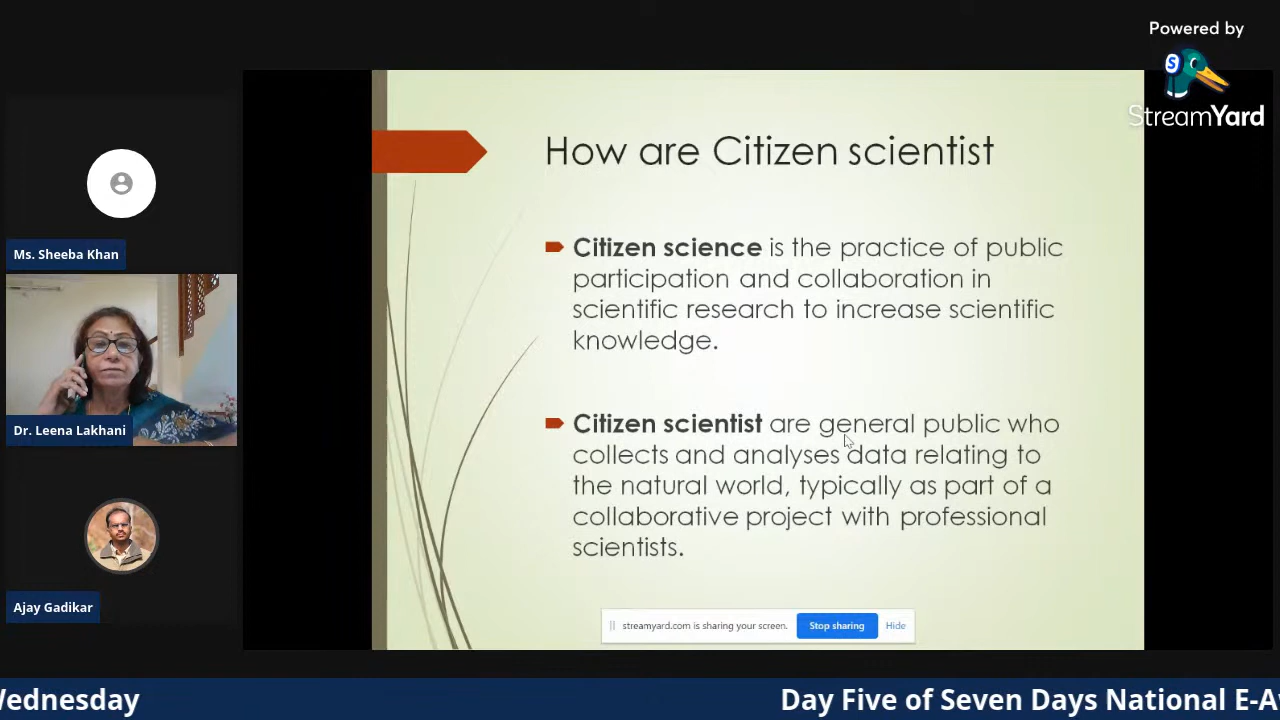 Powered by
S
StreamYard
How are Citizen scientist
Citizen science is the practice of public
participation and collaboration in
scientific research to increase scientific
knowledge.
Citizen scientist are general public who
collects and analyses data relating to
the natural world, typically as part of a
collaborative project with professional
scientists.
Ms. Sheeba Khan
Dr. Leena Lakhani
Ajay Gadikar
streamyard.com is sharing your screen.
Stop sharing
Hide
Wednesday
Day Five of Seven Days National E-A